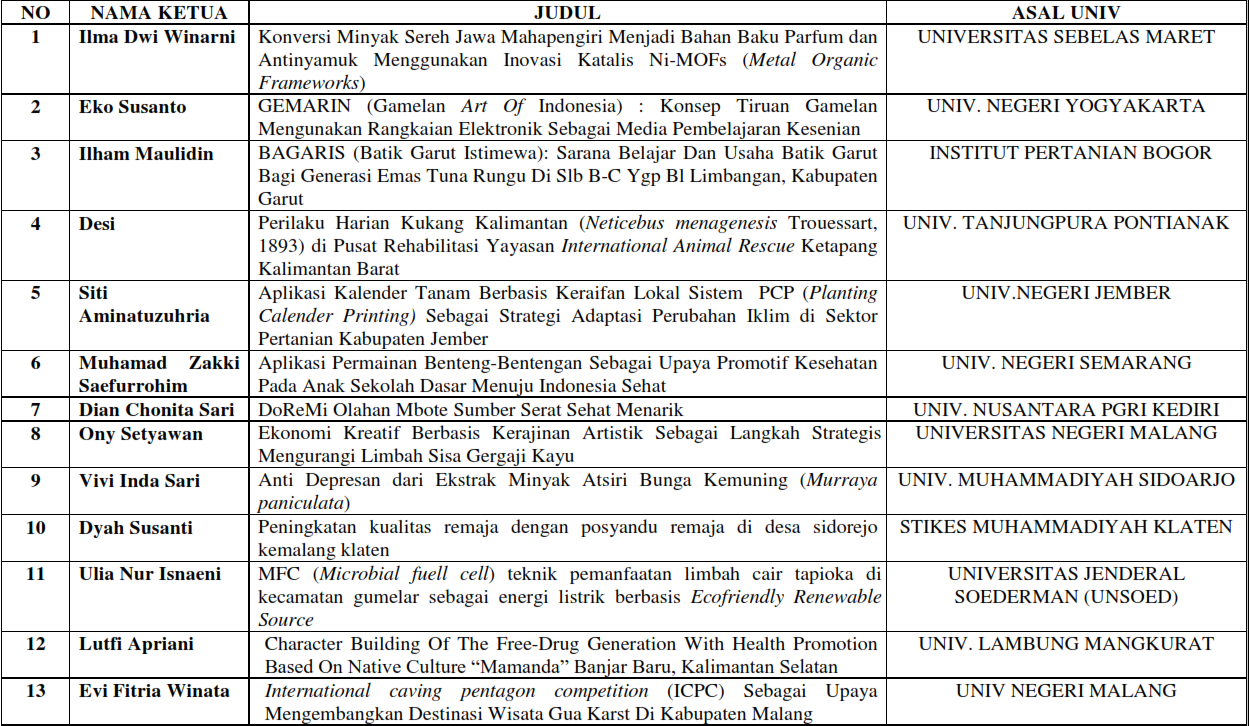 NO NAMA KETUA JUDUL ASAL UNIV
1 Ilma Dwi Winarni Konversi Minyak Sereh Jawa Mahapengiri Menjadi Bahan Baku Parfum dan UNIVERSITAS SEBELAS MARET
Antinyamuk Menggunakan Inovasi Katalis Ni-MOFs (Metal Organic
Frameworks)
2 Eko Susanto GEMARIN (Gamelan Art Of Indonesia) : Konsep Tiruan Gamelan UNIV. NEGERI YOGYAKARTA
Mengunakan Rangkaian Elektronik Sebagai Media Pembelajaran Kesenian
3 Ilham Maulidin BAGARIS (Batik Garut Istimewa): Sarana Belajar Dan Usaha Batik Garut INSTITUT PERTANIAN BOGOR
Bagi Generasi Emas Tuna Rungu Di Slb B-C Ygp Bl Limbangan, Kabupaten
Garut
4 Desi Perilaku Harian Kukang Kalimantan (Neticebus menagenesis Trouessart, UNIV. TANJUNGPURA PONTIANAK
1893) di Pusat Rehabilitasi Yayasan International Animal Rescue Ketapang
Kalimantan Barat
5 Siti Aplikasi Kalender Tanam Berbasis Keraifan Lokal Sistem PCP (Planting UNIV.NEGERI JEMBER
Aminatuzuhria Calender Printing) Sebagai Strategi Adaptasi Perubahan Iklim di Sektor
Pertanian Kabupaten Jember
6 Muhamad Zakki Aplikasi Permainan Benteng-Bentengan Sebagai Upaya Promotif Kesehatan UNIV. NEGERI SEMARANG
Saefurrohim Pada Anak Sekolah Dasar Menuju Indonesia Sehat
7 Dian Chonita Sari DoReMi Olahan Mbote Sumber Serat Sehat Menarik UNIV. NUSANTARA PGRI KEDIRI
8 Ony Setyawan Ekonomi Kreatif Berbasis Kerajinan Artistik Sebagai Langkah Strategis UNIVERSITAS NEGERI MALANG
Mengurangi Limbah Sisa Gergaji Kayu
9 Vivi Inda Sari Anti Depresan dari Ekstrak Minyak Atsiri Bunga Kemuning (Murraya UNIV. MUHAMMADIYAH SIDOARJO
paniculata)
10 Dyah Susanti Peningkatan kualitas remaja dengan posyandu remaja di desa sidorejo STIKES MUHAMMADIYAH KLATEN
kemalang klaten
11 Ulia Nur Isnaeni MFC (Microbial fuell cell) teknik pemanfaatan limbah cair tapioka di UNIVERSITAS JENDERAL
kecamatan gumelar sebagai energi listrik berbasis Ecofriendly Renewable SOEDERMAN (UNSOED)
Source
12 Lutfi Apriani Character Building Of The Free-Drug Generation With Health Promotion UNIV. LAMBUNG MANGKURAT
Based On Native Culture “Mamanda” Banjar Baru, Kalimantan Selatan
13 Evi Fitria Winata International caving pentagon competition (ICPC) Sebagai Upaya UNIV NEGERI MALANG
Mengembangkan Destinasi Wisata Gua Karst Di Kabupaten Malang